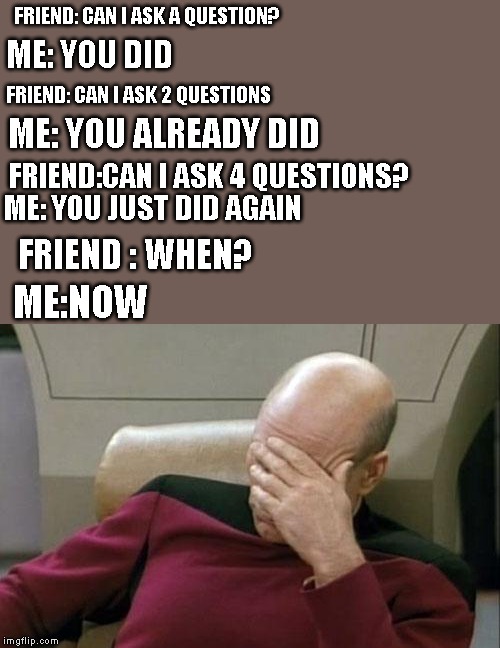 FRIEND: CAN I ASK A QUESTION?
ME: YOU DID
FRIEND: CAN I ASK 2 QUESTIONS
ME: YOU ALREADY DID
FRIEND:CAN I ASK 4 QUESTIONS?
ME: YOU JUST DID AGAIN
FRIEND : WHEN?
ME:NOW
imgflip.com